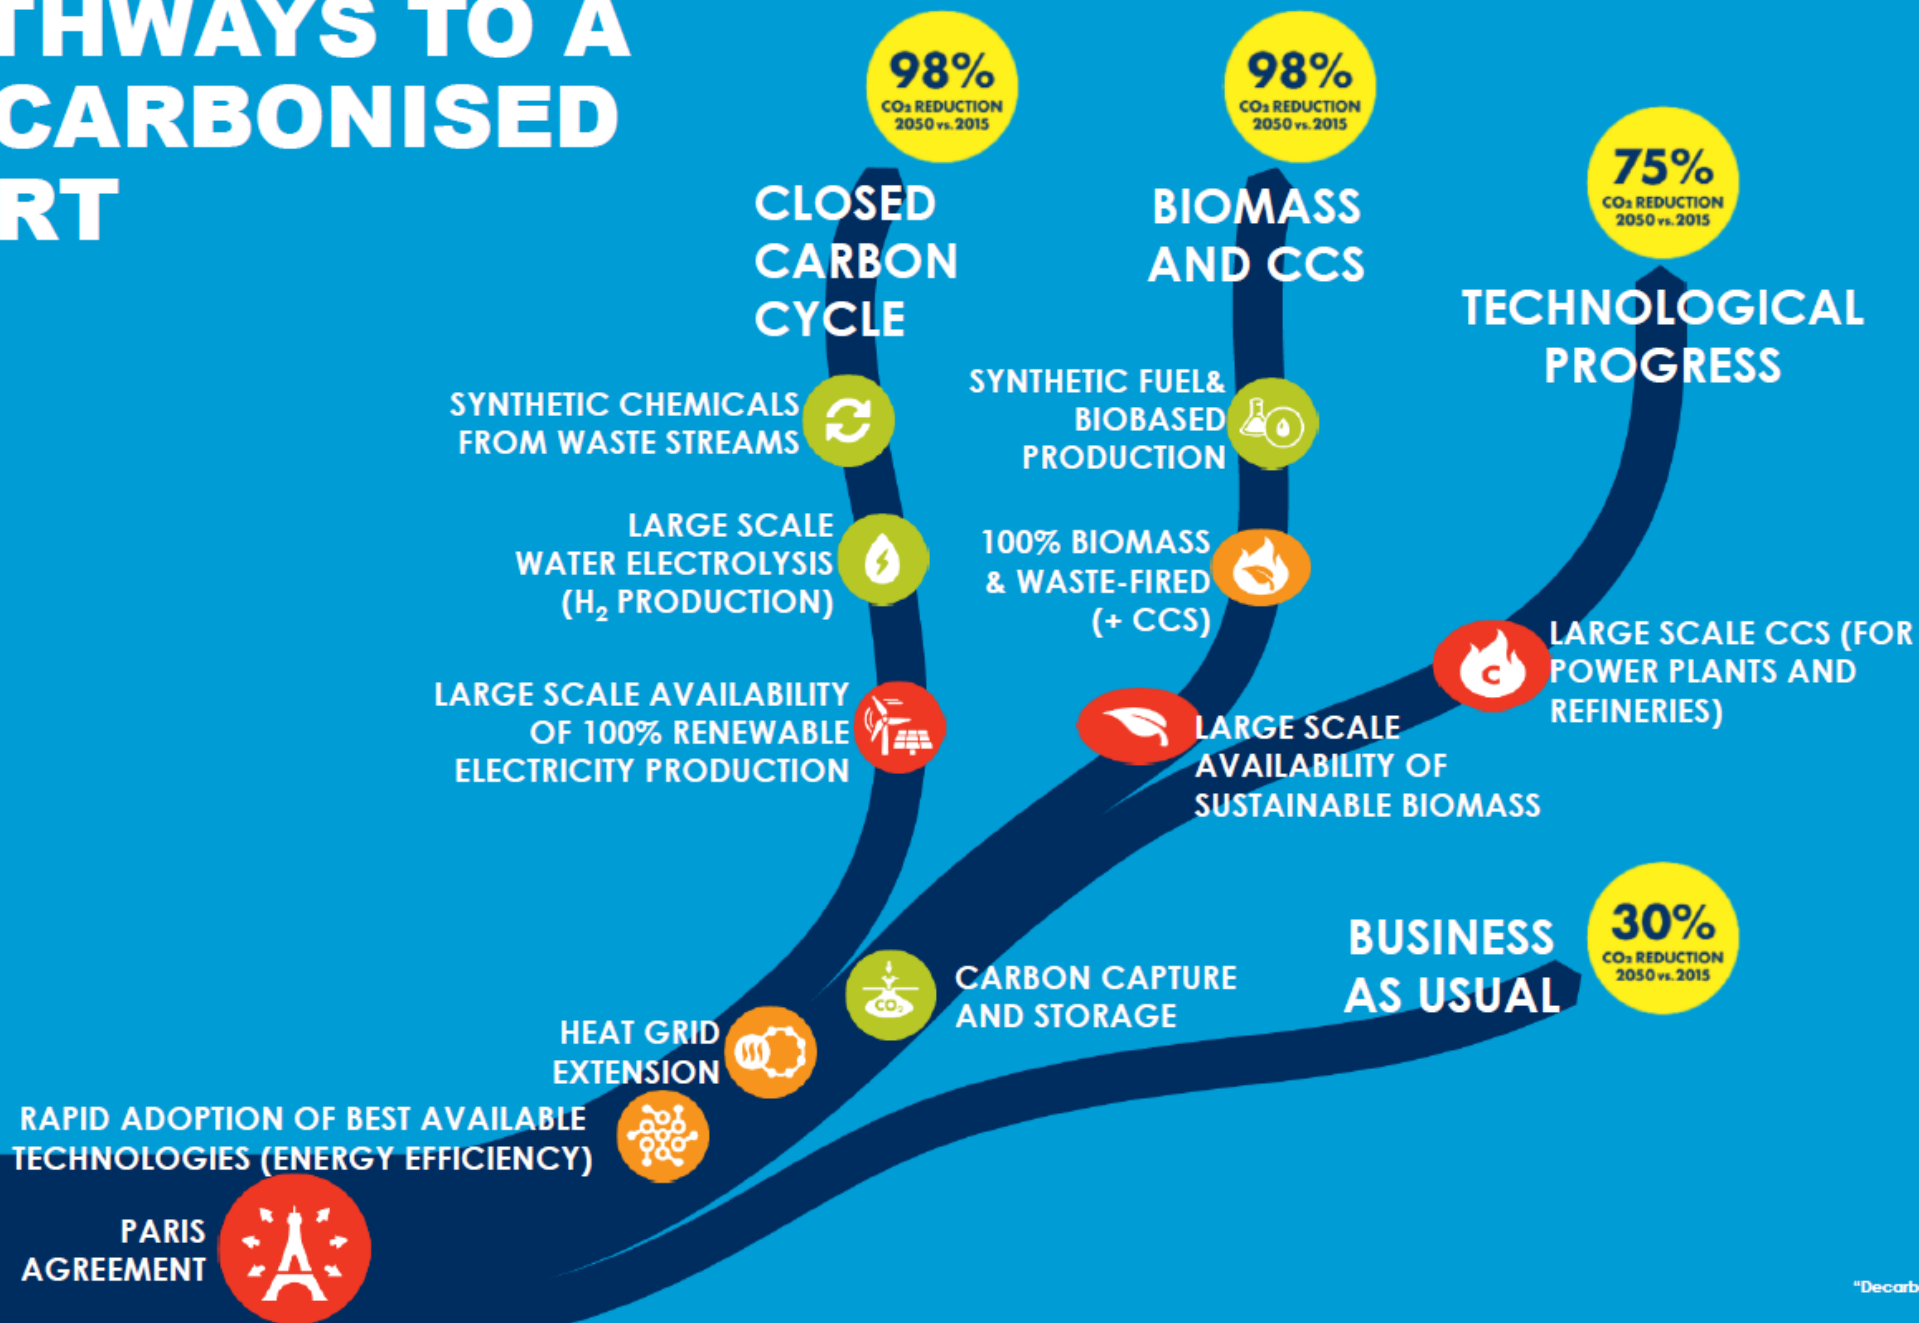 THWAYS TO A
CARBONISED
RT
98%
CO₂ REDUCTION
2050 vs. 2015
98%
CO₂ REDUCTION
2050 vs. 2015
75%
CO₂ REDUCTION
2050 vs. 2015
CLOSED
CARBON
CYCLE
BIOMASS
AND CCS
TECHNOLOGICAL
PROGRESS
SYNTHETIC CHEMICALS
FROM WASTE STREAMS
SYNTHETIC FUEL&
BIOBASED
PRODUCTION
LARGE SCALE
WATER ELECTROLYSIS
(H₂ PRODUCTION)
100% BIOMASS
& WASTE-FIRED
(+ CCS)
LARGE SCALE CCS (FOR
POWER PLANTS AND
REFINERIES)
C
LARGE SCALE AVAILABILITY
OF 100% RENEWABLE
ELECTRICITY PRODUCTION
LARGE SCALE
AVAILABILITY OF
SUSTAINABLE BIOMASS
BUSINESS
AS USUAL
30%
CO₂ REDUCTION
2050 vs. 2015
CARBON CAPTURE
AND STORAGE
CO₂
HEAT GRID
EXTENSION
RAPID ADOPTION OF BEST AVAILABLE
TECHNOLOGIES (ENERGY EFFICIENCY)
PARIS
AGREEMENT
“Decarb